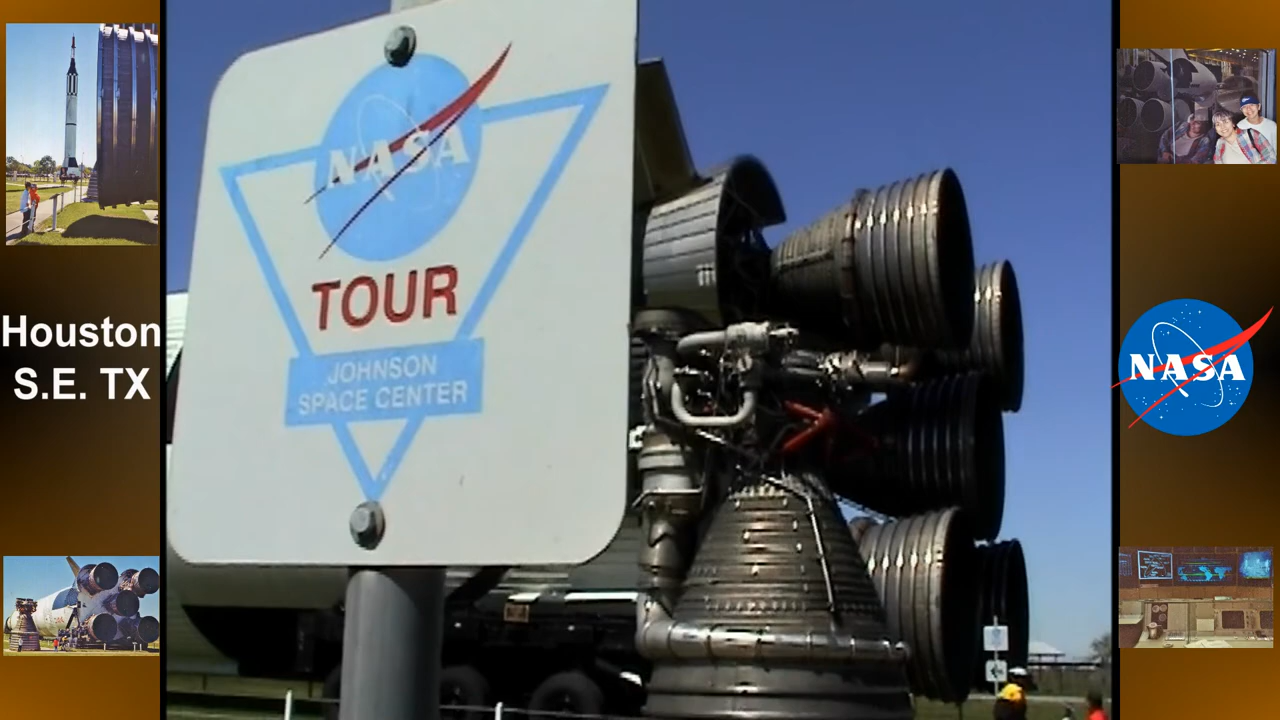 NASA
TOUR
JOHNSON
SPACE CENTER
Houston
S.E. TX
NASA